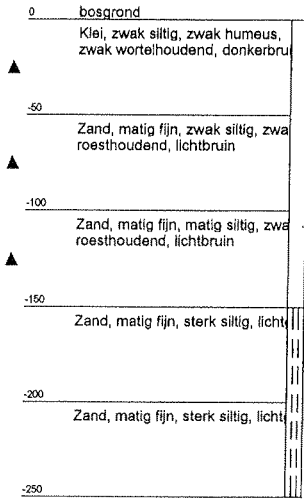 0 bosgrond
Klei, zwak siltig, zwak humeus,
zwak wortelhoudend, donkerbru
-50
Zand, matig fijn, zwak siltig, zwa
roesthoudend, lichtbruin
-100
Zand, matig fijn, matig siltig, zwa
roesthoudend, lichtbruin
-150
Zand, matig fijn, sterk siltig, licht
-200
Zand, matig fijn, sterk siltig, licht
-250